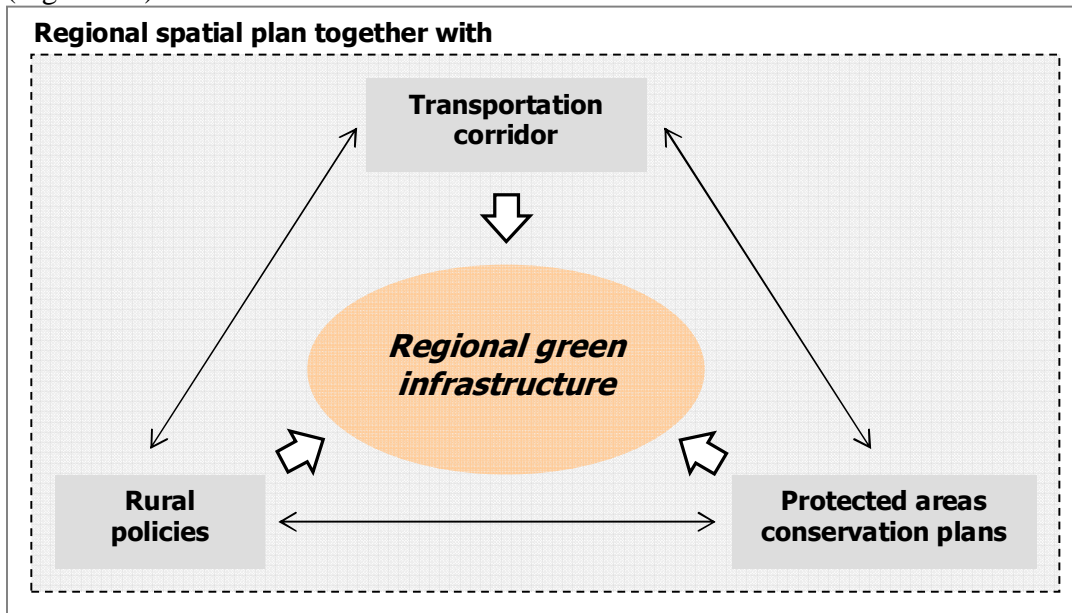 Regional spatial plan together with
Transportation
corridor
Regional green
infrastructure
Rural
policies
Protected areas
conservation plans